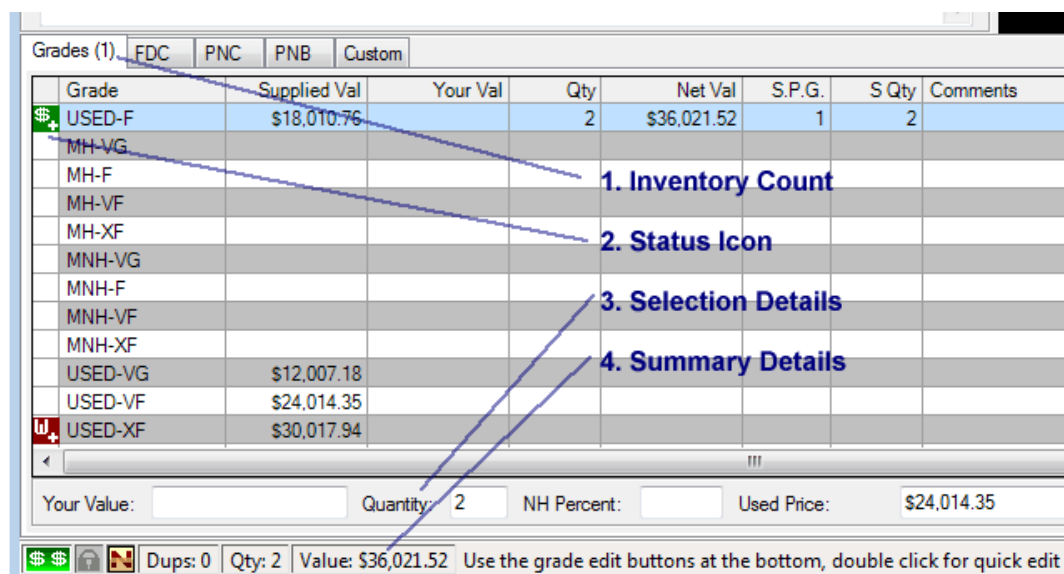 Grades (1) FDC PNC PNB Custom
Grade Supplied Val Your Val Qty Net Val S.P.G. S Qty Comments
$+ USED-F $18,010.76 2 $36,021.52 1 2
MH-VG
MH-F
1. Inventory Count
MH-VF
MH-XF
2. Status Icon
MNH-VG
MNH-F
3. Selection Details
MNH-VF
MNH-XF
4. Summary Details
USED-VG $12,007.18
USED-VF $24,014.35
W+ USED-XF $30,017.94
Your Value: Quantity: 2 NH Percent: Used Price: $24,014.35
$ $ N Dups: 0 Qty: 2 Value: $36,021.52 Use the grade edit buttons at the bottom, double click for quick edit